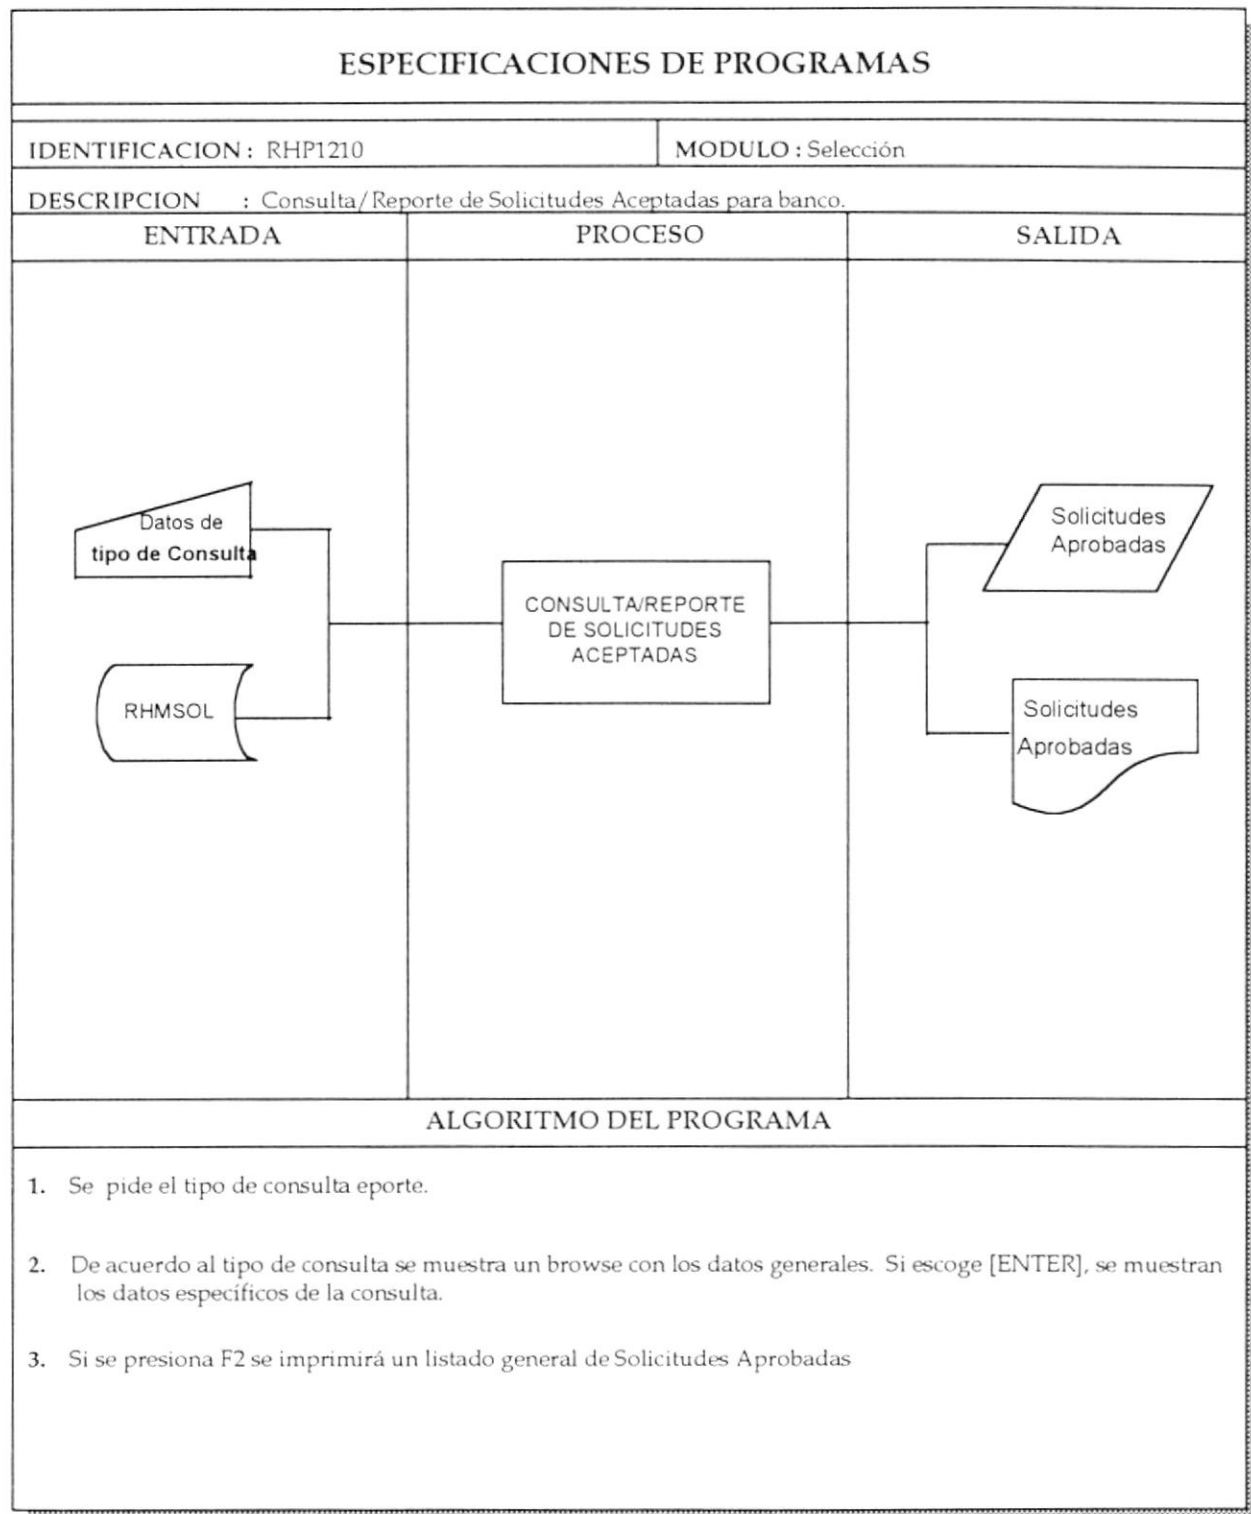 ESPECIFICACIONES DE PROGRAMAS
IDENTIFICACION : RHP1210
MODULO : Selección
DESCRIPCION : Consulta/Reporte de Solicitudes Aceptadas para banco.
ENTRADA
PROCESO
SALIDA
Datos de
tipo de Consulta
RHMSOL
CONSULTA/REPORTE
DE SOLICITUDES
ACEPTADAS
Solicitudes
Aprobadas
Solicitudes
Aprobadas
ALGORITMO DEL PROGRAMA
1. Se pide el tipo de consulta eporte.
2. De acuerdo al tipo de consulta se muestra un browse con los datos generales. Si escoge [ENTER], se muestran
los datos específicos de la consulta.
3. Si se presiona F2 se imprimirá un listado general de Solicitudes Aprobadas